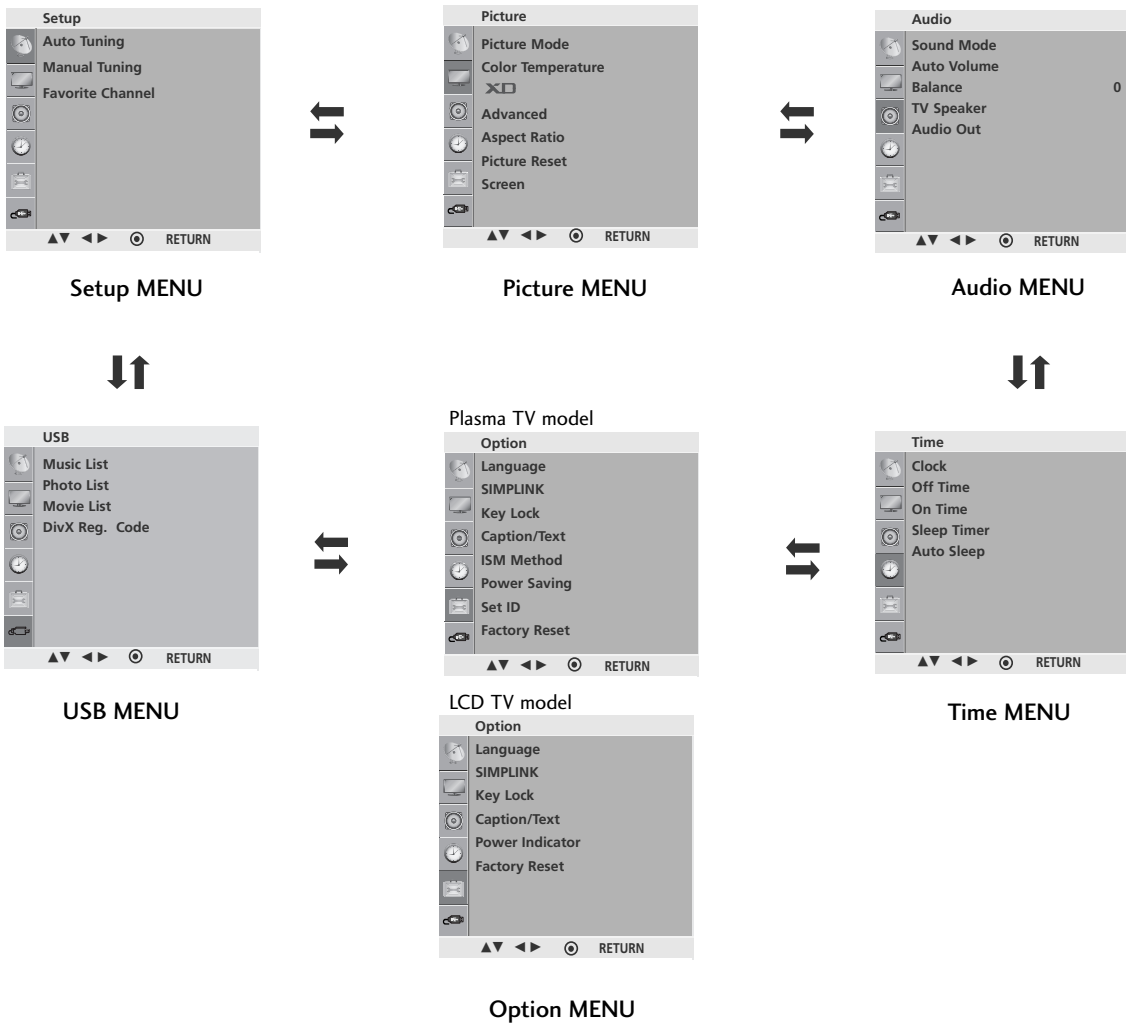 Setup
Auto Tuning
Manual Tuning
Favorite Channel
▲▼ ◄► RETURN
Setup MENU
Picture
Picture Mode
Color Temperature
XD
Advanced
Aspect Ratio
Picture Reset
Screen
▲▼ ◄► RETURN
Picture MENU
Audio
Sound Mode
Auto Volume
Balance 0
TV Speaker
Audio Out
▲▼ ◄► RETURN
Audio MENU
USB
Music List
Photo List
Movie List
DivX Reg. Code
▲▼ ◄► RETURN
USB MENU
Plasma TV model
Option
Language
SIMPLINK
Key Lock
Caption/Text
ISM Method
Power Saving
Set ID
Factory Reset
▲▼ ◄► RETURN
LCD TV model
Option
Language
SIMPLINK
Key Lock
Caption/Text
Power Indicator
Factory Reset
▲▼ ◄► RETURN
Option MENU
Time
Clock
Off Time
On Time
Sleep Timer
Auto Sleep
▲▼ ◄► RETURN
Time MENU